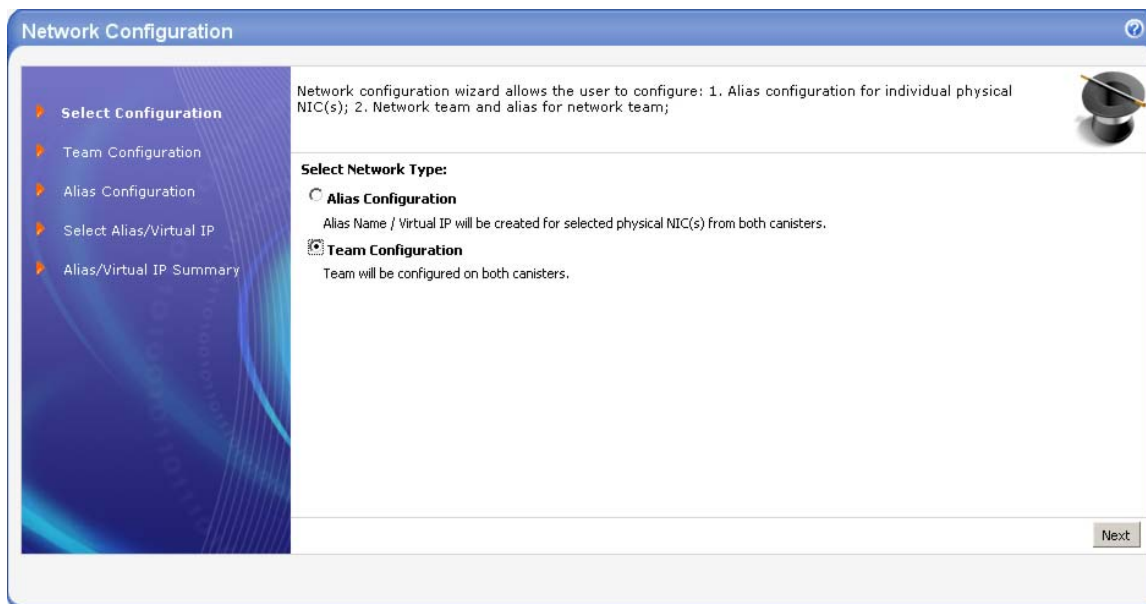 Network Configuration
?
Select Configuration
Team Configuration
Alias Configuration
Select Alias/Virtual IP
Alias/Virtual IP Summary
Network configuration wizard allows the user to configure: 1. Alias configuration for individual physical
NIC(s); 2. Network team and alias for network team;
Select Network Type:
Alias Configuration
Alias Name / Virtual IP will be created for selected physical NIC(s) from both canisters.
Team Configuration
Team will be configured on both canisters.
Next